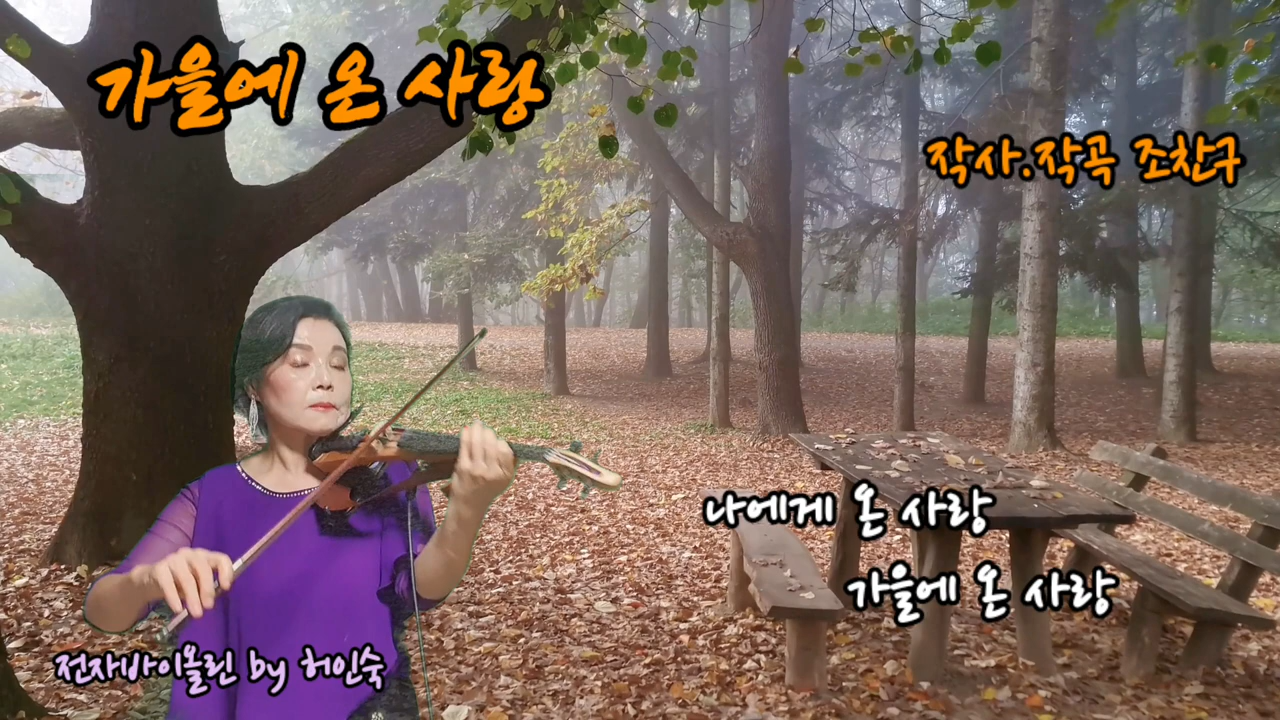 가을에 온 사랑
작사.작곡 조찬구
나에게 온 사랑
가을에 온 사랑
전자바이올린 by 허인숙